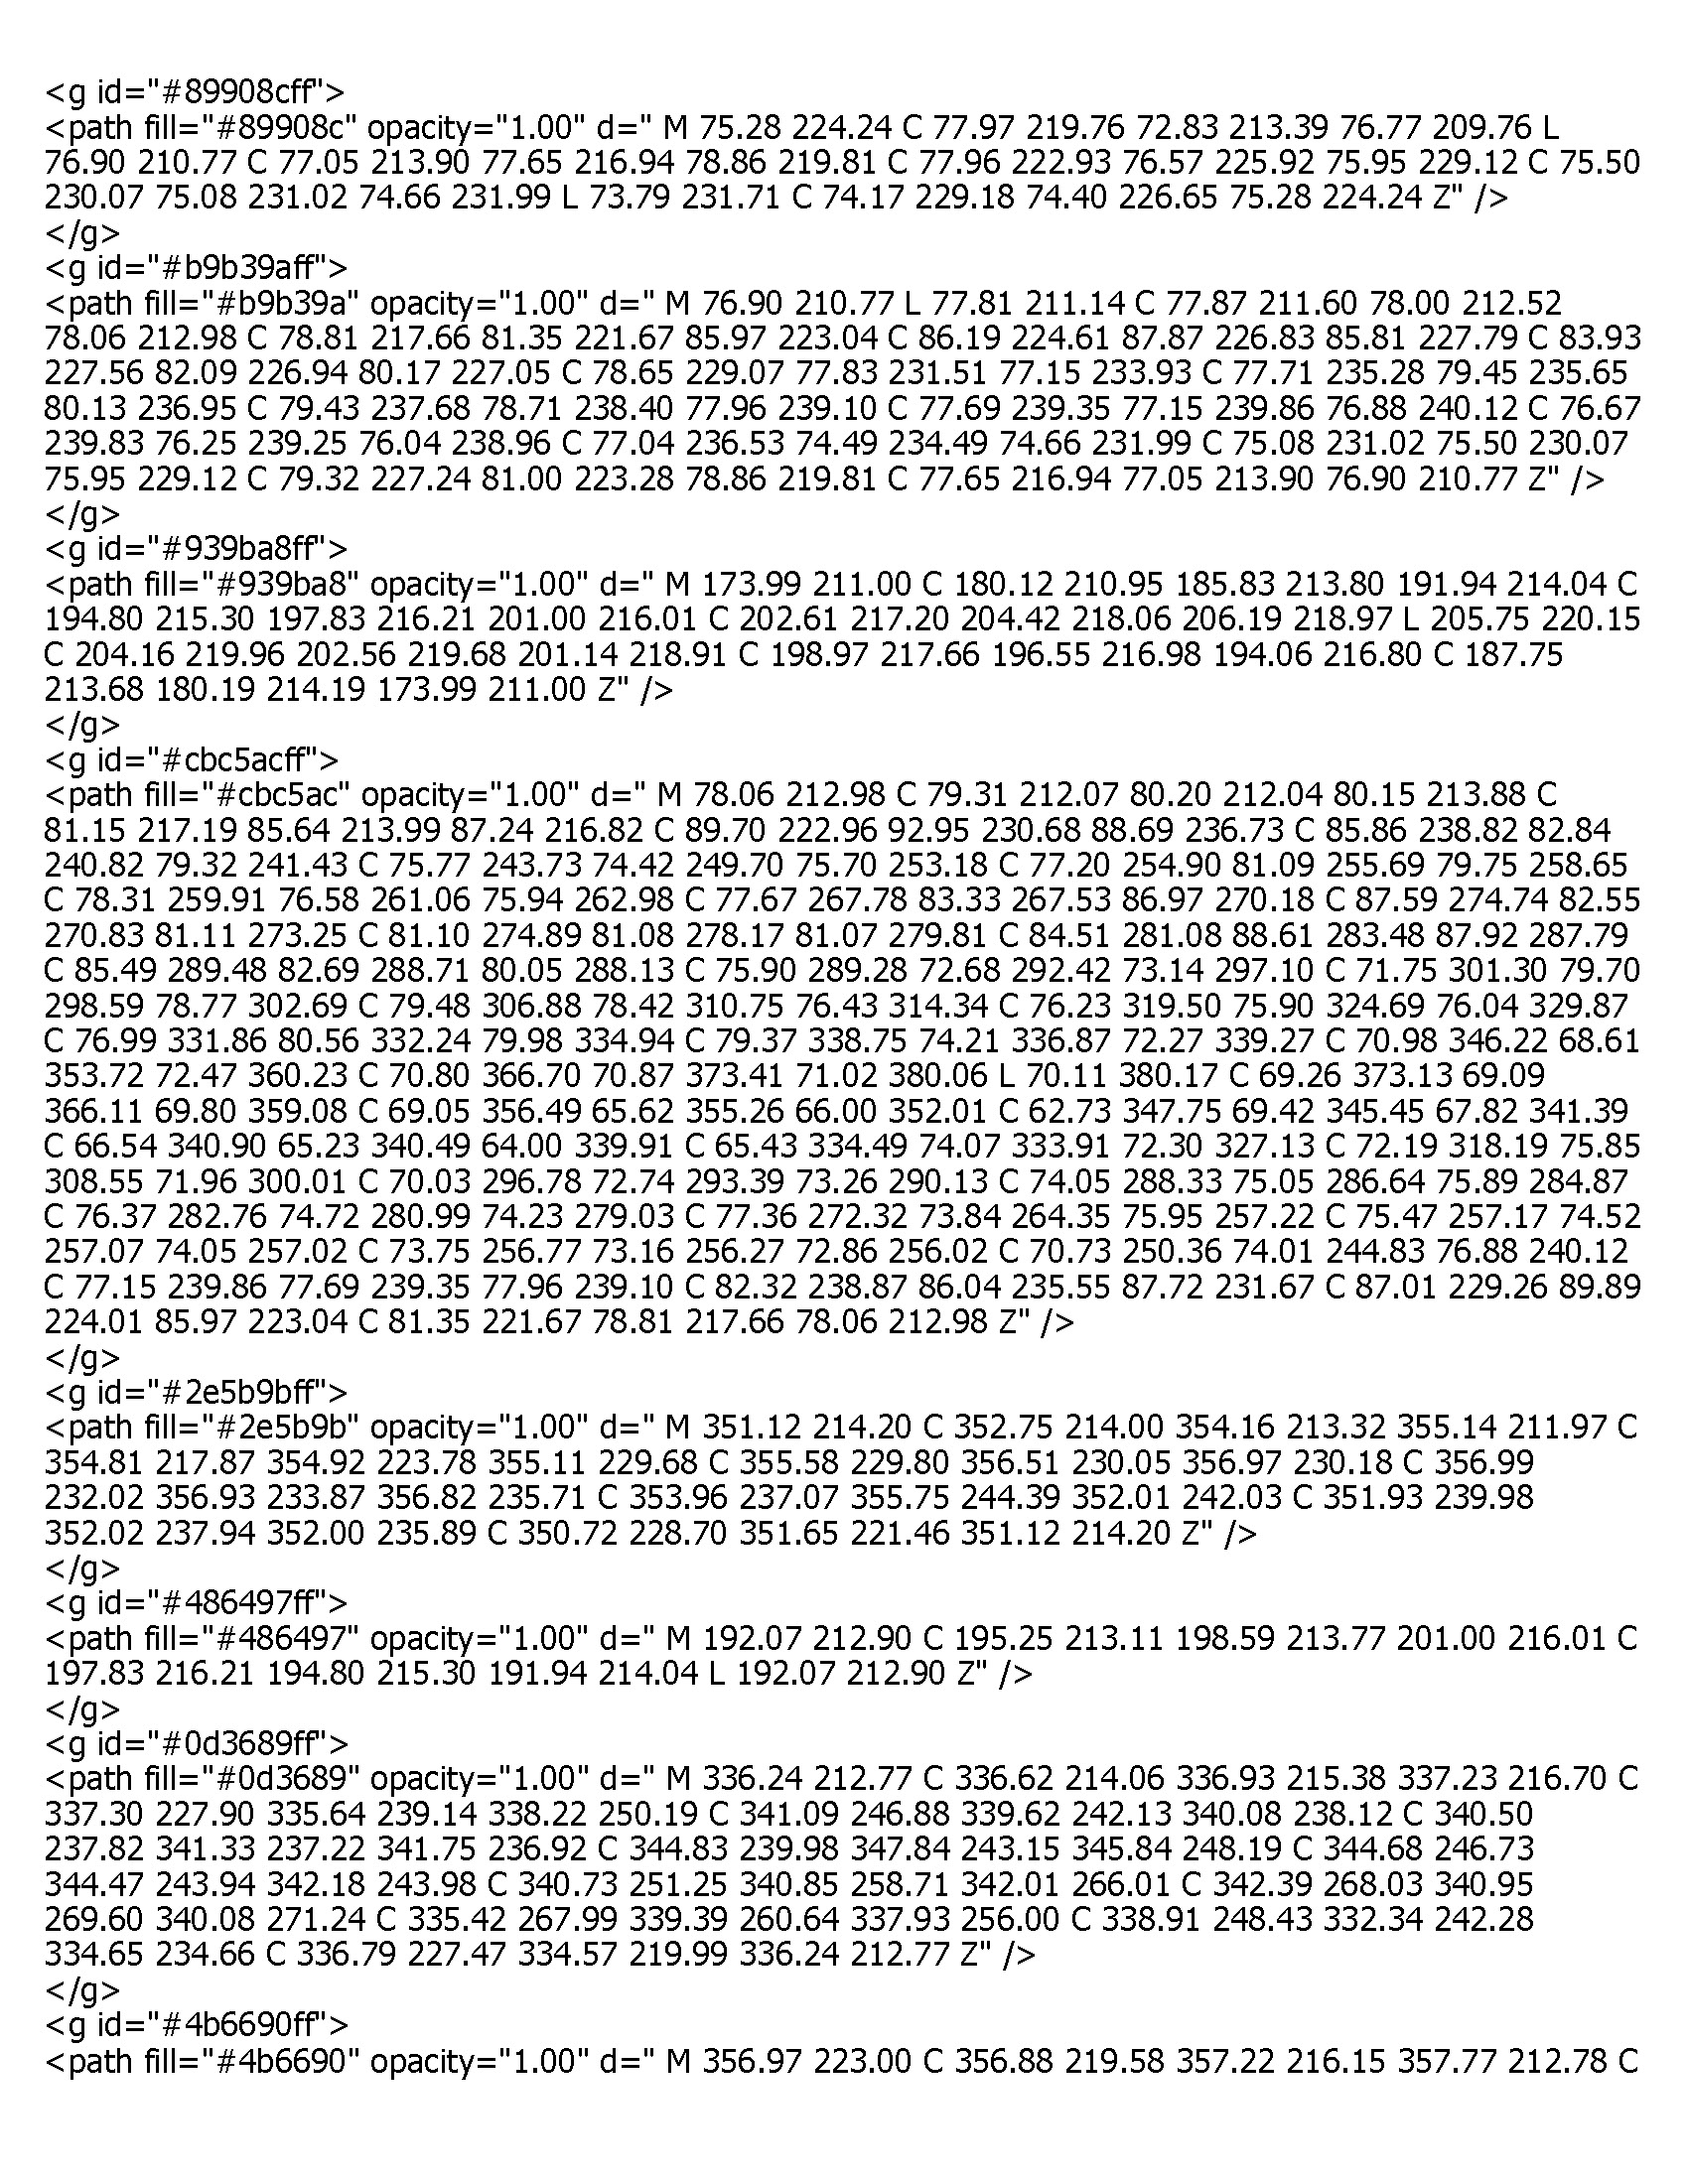 <g id="#89908cff">
<path fill="#89908c" opacity="1.00" d=" M 75.28 224.24 C 77.97 219.76 72.83 213.39 76.77 209.76 L
76.90 210.77 C 77.05 213.90 77.65 216.94 78.86 219.81 C 77.96 222.93 76.57 225.92 75.95 229.12 C 75.50
230.07 75.08 231.02 74.66 231.99 L 73.79 231.71 C 74.17 229.18 74.40 226.65 75.28 224.24 Z" />
</g>
<g id="#b9b39aff">
<path fill="#b9b39a" opacity="1.00" d=" M 76.90 210.77 L 77.81 211.14 C 77.87 211.60 78.00 212.52
78.06 212.98 C 78.81 217.66 81.35 221.67 85.97 223.04 C 86.19 224.61 87.87 226.83 85.81 227.79 C 83.93
227.56 82.09 226.94 80.17 227.05 C 78.65 229.07 77.83 231.51 77.15 233.93 C 77.71 235.28 79.45 235.65
80.13 236.95 C 79.43 237.68 78.71 238.40 77.96 239.10 C 77.69 239.35 77.15 239.86 76.88 240.12 C 76.67
239.83 76.25 239.25 76.04 238.96 C 77.04 236.53 74.49 234.49 74.66 231.99 C 75.08 231.02 75.50 230.07
75.95 229.12 C 79.32 227.24 81.00 223.28 78.86 219.81 C 77.65 216.94 77.05 213.90 76.90 210.77 Z" />
</g>
<g id="#939ba8ff">
<path fill="#939ba8" opacity="1.00" d=" M 173.99 211.00 C 180.12 210.95 185.83 213.80 191.94 214.04 C
194.80 215.30 197.83 216.21 201.00 216.01 C 202.61 217.20 204.42 218.06 206.19 218.97 L 205.75 220.15
C 204.16 219.96 202.56 219.68 201.14 218.91 C 198.97 217.66 196.55 216.98 194.06 216.80 C 187.75
213.68 180.19 214.19 173.99 211.00 Z" />
</g>
<g id="#cbc5acff">
<path fill="#cbc5ac" opacity="1.00" d=" M 78.06 212.98 C 79.31 212.07 80.20 212.04 80.15 213.88 C
81.15 217.19 85.64 213.99 87.24 216.82 C 89.70 222.96 92.95 230.68 88.69 236.73 C 85.86 238.82 82.84
240.82 79.32 241.43 C 75.77 243.73 74.42 249.70 75.70 253.18 C 77.20 254.90 81.09 255.69 79.75 258.65
C 78.31 259.91 76.58 261.06 75.94 262.98 C 77.67 267.78 83.33 267.53 86.97 270.18 C 87.59 274.74 82.55
270.83 81.11 273.25 C 81.10 274.89 81.08 278.17 81.07 279.81 C 84.51 281.08 88.61 283.48 87.92 287.79
C 85.49 289.48 82.69 288.71 80.05 288.13 C 75.90 289.28 72.68 292.42 73.14 297.10 C 71.75 301.30 79.70
298.59 78.77 302.69 C 79.48 306.88 78.42 310.75 76.43 314.34 C 76.23 319.50 75.90 324.69 76.04 329.87
C 76.99 331.86 80.56 332.24 79.98 334.94 C 79.37 338.75 74.21 336.87 72.27 339.27 C 70.98 346.22 68.61
353.72 72.47 360.23 C 70.80 366.70 70.87 373.41 71.02 380.06 L 70.11 380.17 C 69.26 373.13 69.09
366.11 69.80 359.08 C 69.05 356.49 65.62 355.26 66.00 352.01 C 62.73 347.75 69.42 345.45 67.82 341.39
C 66.54 340.90 65.23 340.49 64.00 339.91 C 65.43 334.49 74.07 333.91 72.30 327.13 C 72.19 318.19 75.85
308.55 71.96 300.01 C 70.03 296.78 72.74 293.39 73.26 290.13 C 74.05 288.33 75.05 286.64 75.89 284.87
C 76.37 282.76 74.72 280.99 74.23 279.03 C 77.36 272.32 73.84 264.35 75.95 257.22 C 75.47 257.17 74.52
257.07 74.05 257.02 C 73.75 256.77 73.16 256.27 72.86 256.02 C 70.73 250.36 74.01 244.83 76.88 240.12
C 77.15 239.86 77.69 239.35 77.96 239.10 C 82.32 238.87 86.04 235.55 87.72 231.67 C 87.01 229.26 89.89
224.01 85.97 223.04 C 81.35 221.67 78.81 217.66 78.06 212.98 Z" />
</g>
<g id="#2e5b9bff">
<path fill="#2e5b9b" opacity="1.00" d=" M 351.12 214.20 C 352.75 214.00 354.16 213.32 355.14 211.97 C
354.81 217.87 354.92 223.78 355.11 229.68 C 355.58 229.80 356.51 230.05 356.97 230.18 C 356.99
232.02 356.93 233.87 356.82 235.71 C 353.96 237.07 355.75 244.39 352.01 242.03 C 351.93 239.98
352.02 237.94 352.00 235.89 C 350.72 228.70 351.65 221.46 351.12 214.20 Z" />
</g>
<g id="#486497ff">
<path fill="#486497" opacity="1.00" d=" M 192.07 212.90 C 195.25 213.11 198.59 213.77 201.00 216.01 C
197.83 216.21 194.80 215.30 191.94 214.04 L 192.07 212.90 Z" />
</g>
<g id="#0d3689ff">
<path fill="#0d3689" opacity="1.00" d=" M 336.24 212.77 C 336.62 214.06 336.93 215.38 337.23 216.70 C
337.30 227.90 335.64 239.14 338.22 250.19 C 341.09 246.88 339.62 242.13 340.08 238.12 C 340.50
237.82 341.33 237.22 341.75 236.92 C 344.83 239.98 347.84 243.15 345.84 248.19 C 344.68 246.73
344.47 243.94 342.18 243.98 C 340.73 251.25 340.85 258.71 342.01 266.01 C 342.39 268.03 340.95
269.60 340.08 271.24 C 335.42 267.99 339.39 260.64 337.93 256.00 C 338.91 248.43 332.34 242.28
334.65 234.66 C 336.79 227.47 334.57 219.99 336.24 212.77 Z" />
</g>
<g id="#4b6690ff">
<path fill="#4b6690" opacity="1.00" d=" M 356.97 223.00 C 356.88 219.58 357.22 216.15 357.77 212.78 C